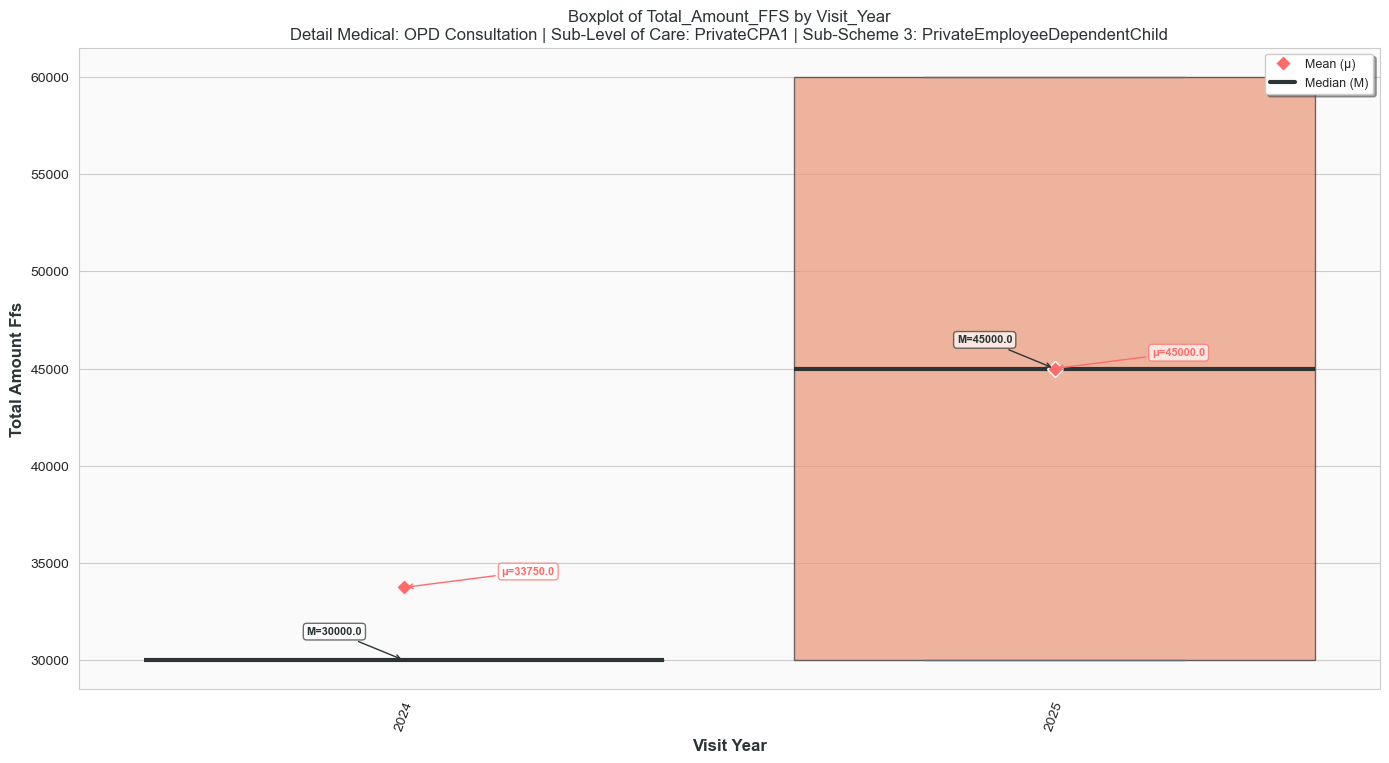 Boxplot of Total_Amount_FFS by Visit_Year
Detail Medical: OPD Consultation | Sub-Level of Care: PrivateCPA1 | Sub-Scheme 3: PrivateEmployeeDependentChild
Mean (μ)
Median (M)
60000
55000
50000
45000
40000
35000
30000
Total Amount Ffs
M=45000.0
μ=45000.0
μ=33750.0
M=30000.0
2024
2025
Visit Year